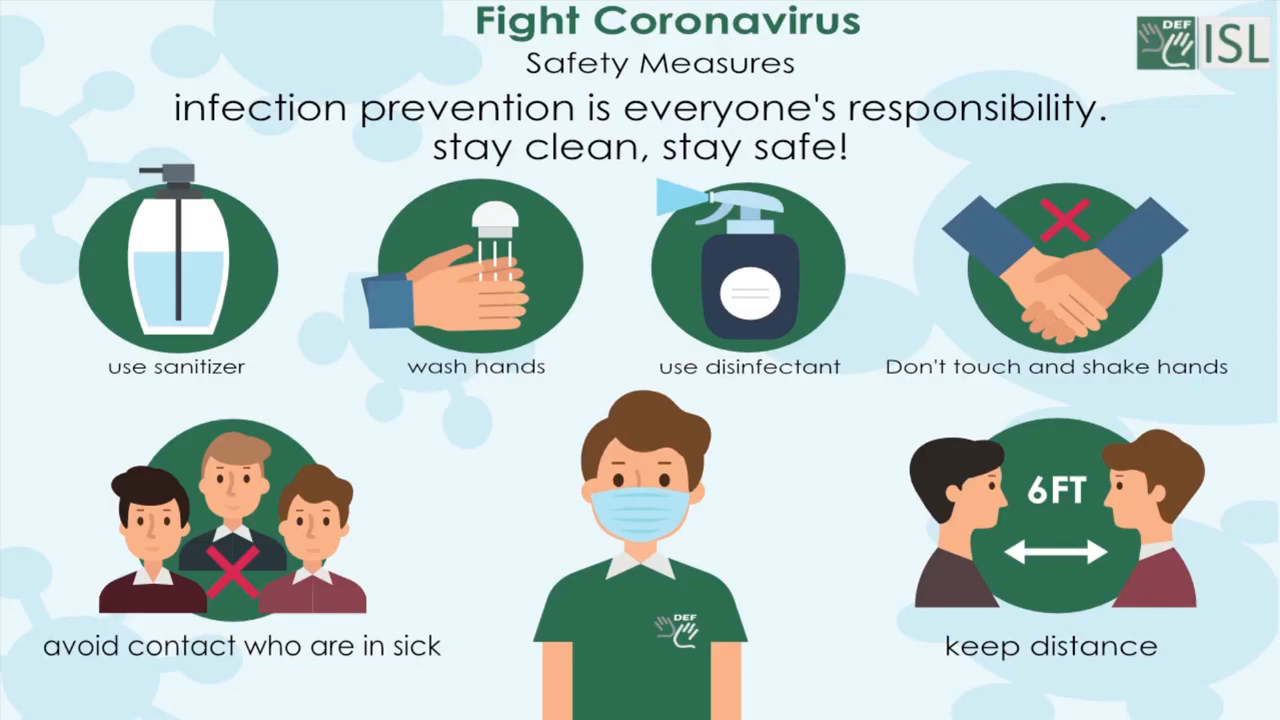 Fight Coronavirus
DEF
ISL
Safety Measures
infection prevention is everyone's responsibility.
stay clean, stay safe!
use sanitizer
wash hands
use disinfectant
Don't touch and shake hands
6FT
DEF
avoid contact who are in sick
keep distance